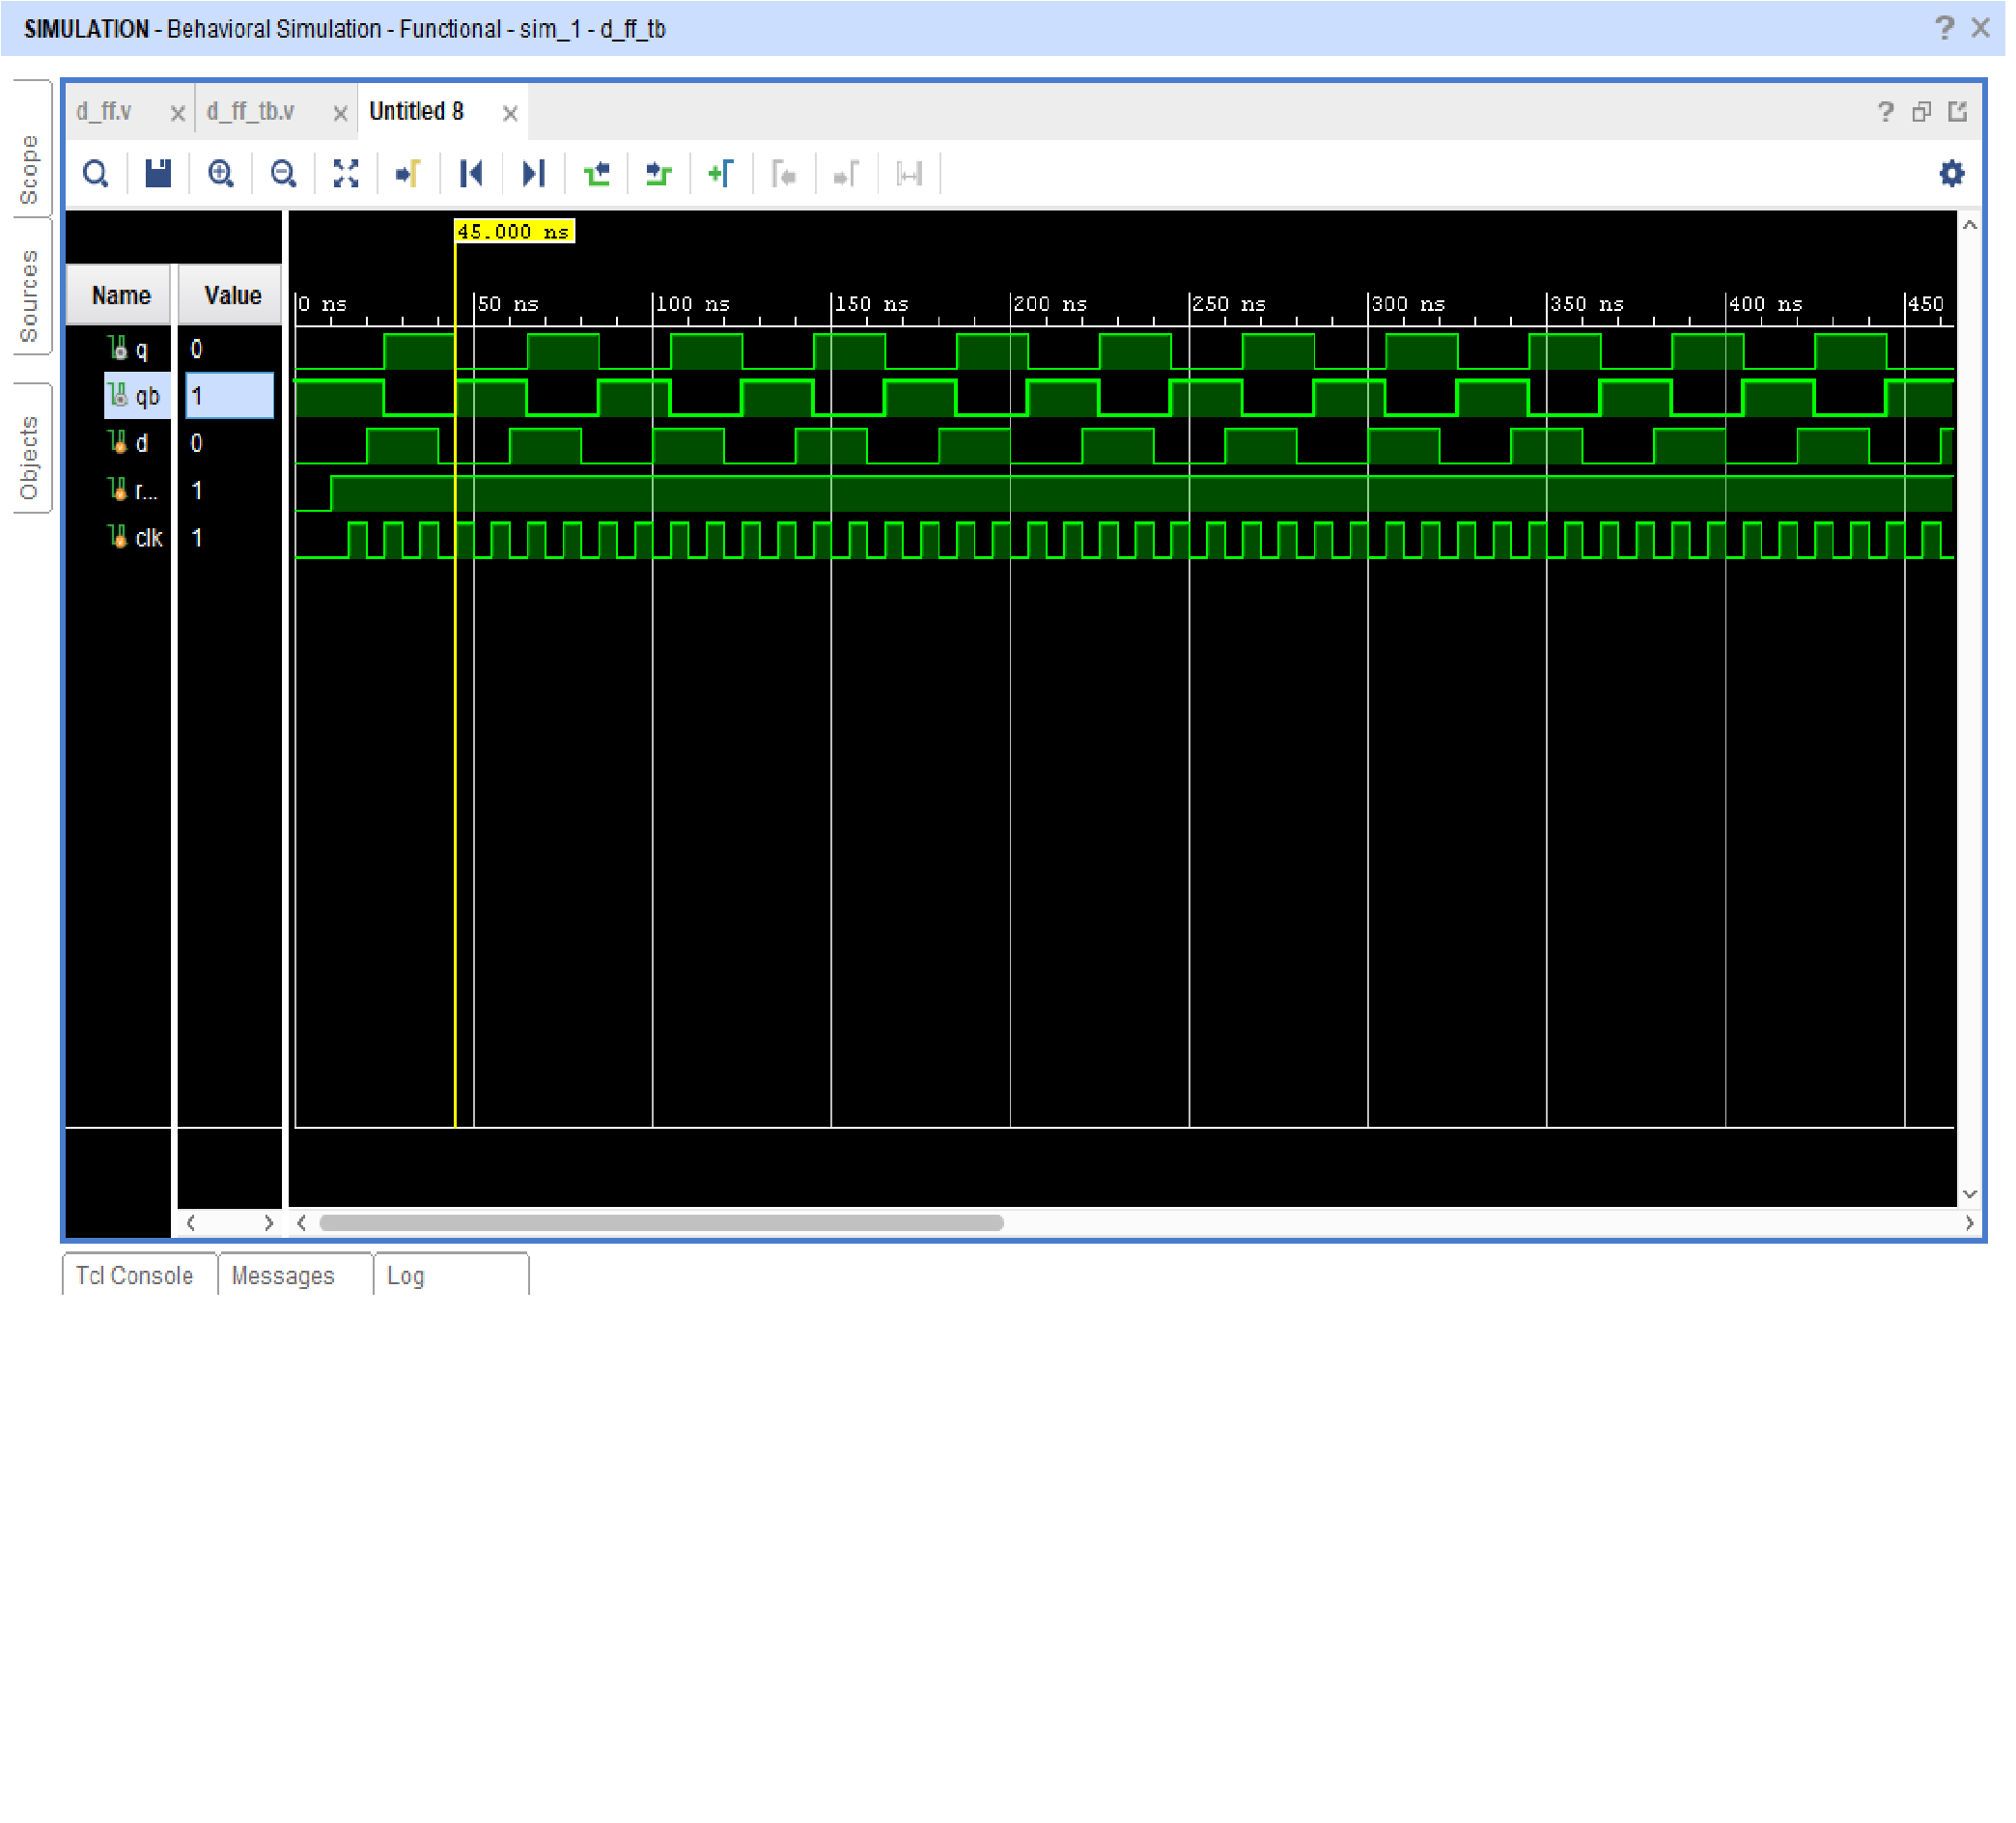 SIMULATION - Behavioral Simulation - Functional - sim_1 - d_ff_tb
Scope
Sources
Objects
d_ff.v
d_ff_tb.v
Untitled 8
45.000 ns
Name
Value
0 ns
50 ns
100 ns
150 ns
200 ns
250 ns
300 ns
350 ns
400 ns
450
q 0
qb 1
d 0
r... 1
clk 1
Tcl Console
Messages
Log